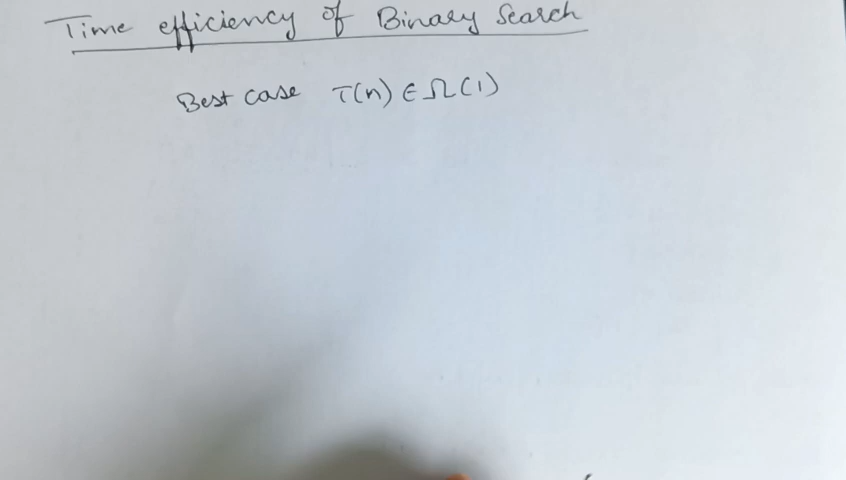 Time efficiency of Binary Search
Best case T(n) ∈ Ω(1)